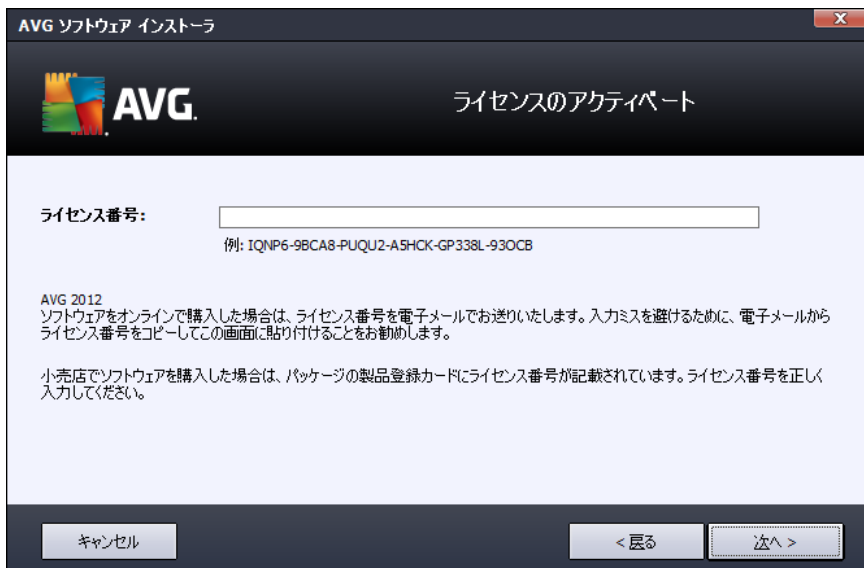 AVG ソフトウェア インストーラ
AVG.
ライセンスのアクティベート
ライセンス番号:
例: IQNP6-9BCA8-PUQU2-A5HCK-GP338L-93OCB
AVG 2012
ソフトウェアをオンラインで購入した場合は、ライセンス番号を電子メールでお送りいたします。入力ミスを避けるために、電子メールから
ライセンス番号をコピーしてこの画面に貼り付けることをお勧めします。
小売店でソフトウェアを購入した場合は、パッケージの製品登録カードにライセンス番号が記載されています。ライセンス番号を正しく
入力してください。
キャンセル
< 戻る
次へ >